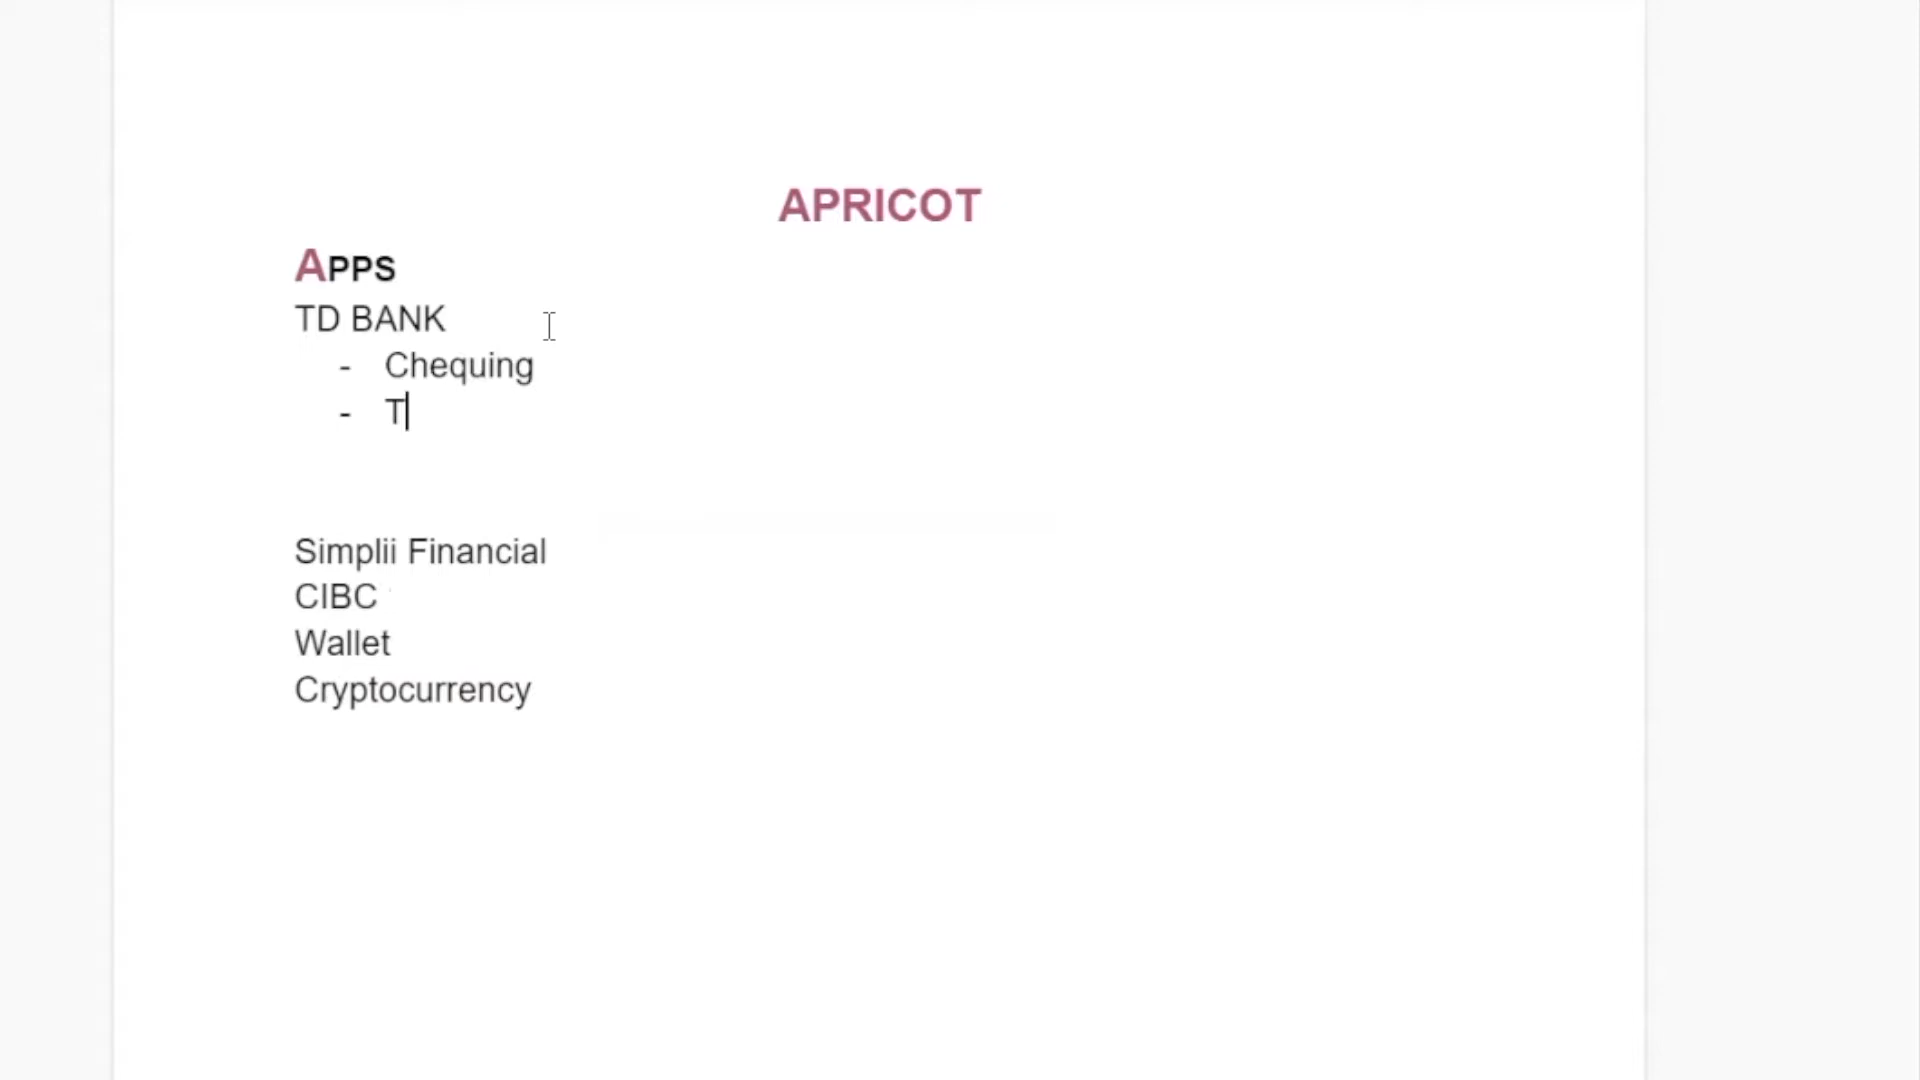 APRICOT
APPS
TD BANK
- Chequing
- T
Simplii Financial
CIBC
Wallet
Cryptocurrency